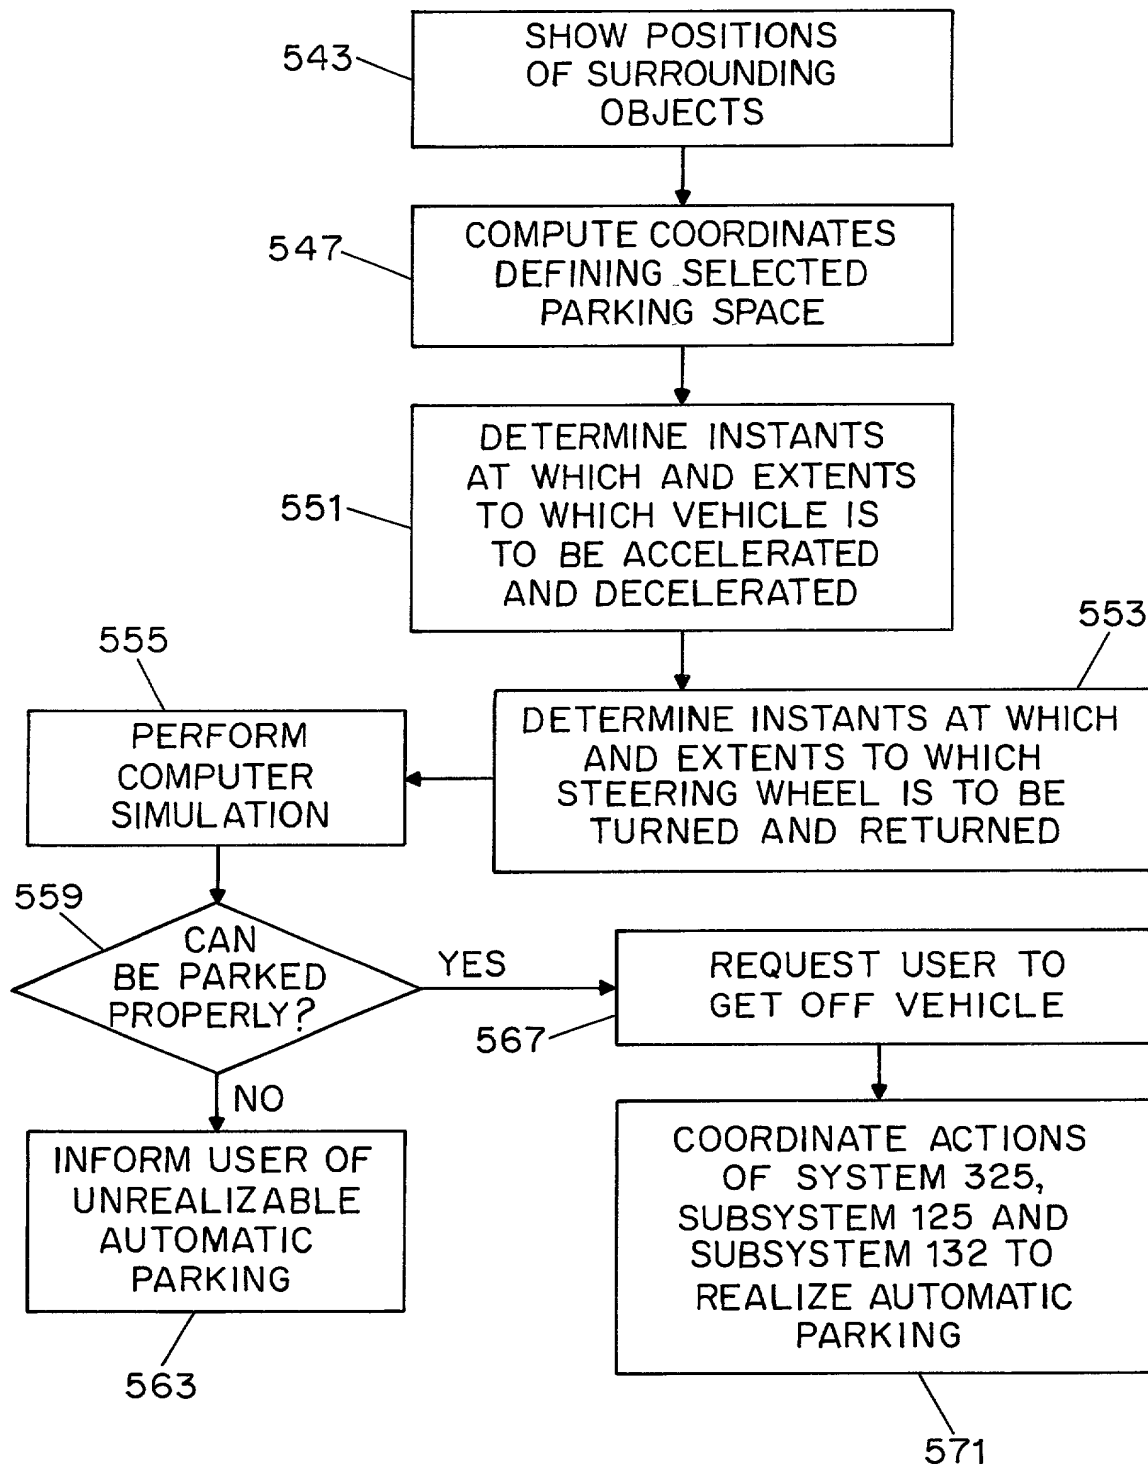 543
SHOW POSITIONS
OF SURROUNDING
OBJECTS
547
COMPUTE COORDINATES
DEFINING SELECTED
PARKING SPACE
551
DETERMINE INSTANTS
AT WHICH AND EXTENTS
TO WHICH VEHICLE IS
TO BE ACCELERATED
AND DECELERATED
553
DETERMINE INSTANTS AT WHICH
AND EXTENTS TO WHICH
STEERING WHEEL IS TO BE
TURNED AND RETURNED
555
PERFORM
COMPUTER
SIMULATION
559
CAN
BE PARKED
PROPERLY?
YES
NO
567
REQUEST USER TO
GET OFF VEHICLE
INFORM USER OF
UNREALIZABLE
AUTOMATIC
PARKING
563
COORDINATE ACTIONS
OF SYSTEM 325,
SUBSYSTEM 125 AND
SUBSYSTEM 132 TO
REALIZE AUTOMATIC
PARKING
571